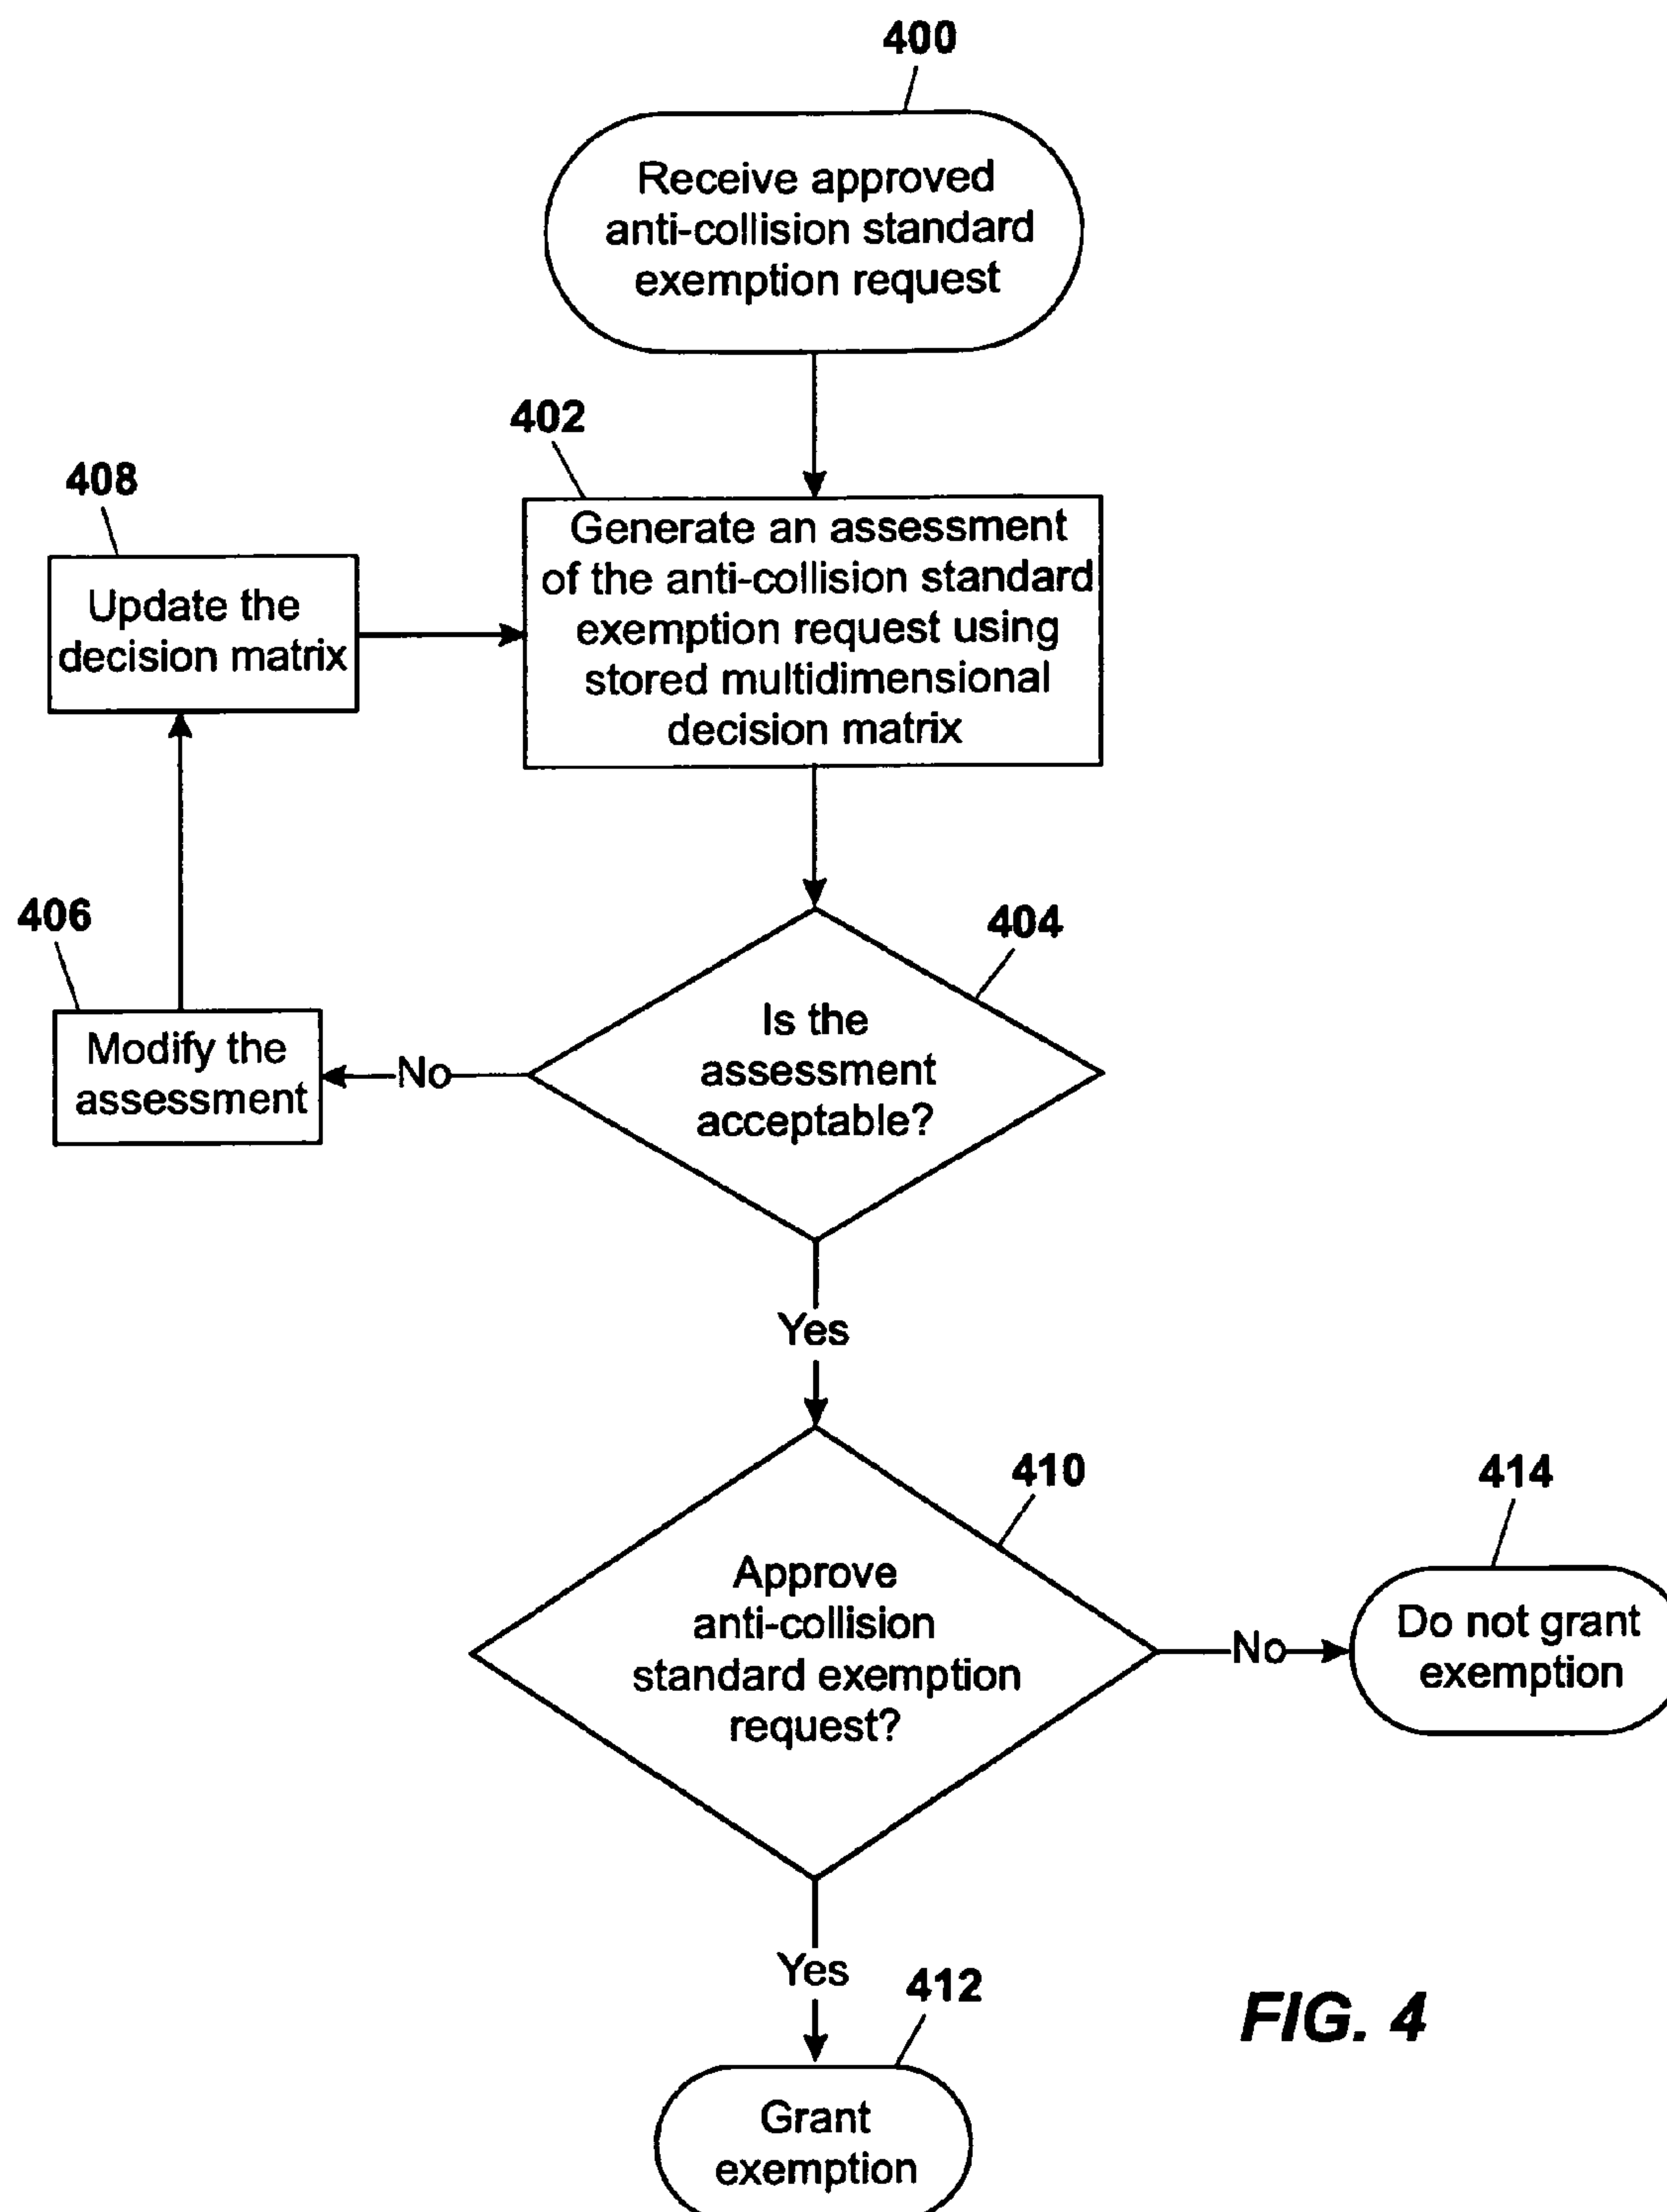 400
Receive approved
anti-collision standard
exemption request
402
Generate an assessment
of the anti-collision standard
exemption request using
stored multidimensional
decision matrix
408
Update the
decision matrix
406
Modify the
assessment
No
404
Is the
assessment
acceptable?
Yes
410
Approve
anti-collision
standard exemption
request?
No
414
Do not grant
exemption
Yes
412
Grant
exemption
FIG. 4